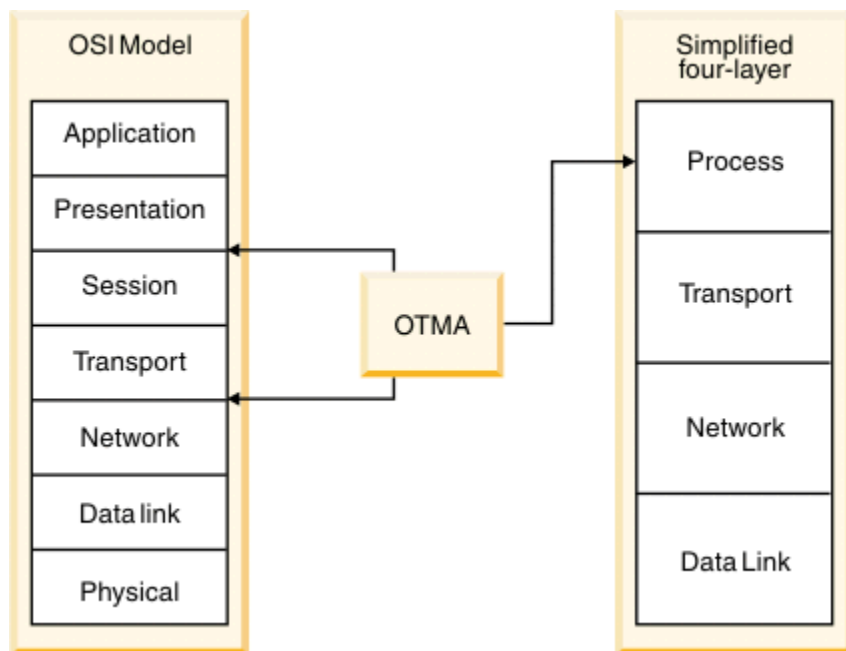 OSI Model
Application
Presentation
Session
Transport
Network
Data link
Physical
OTMA
Simplified
four-layer
Process
Transport
Network
Data Link